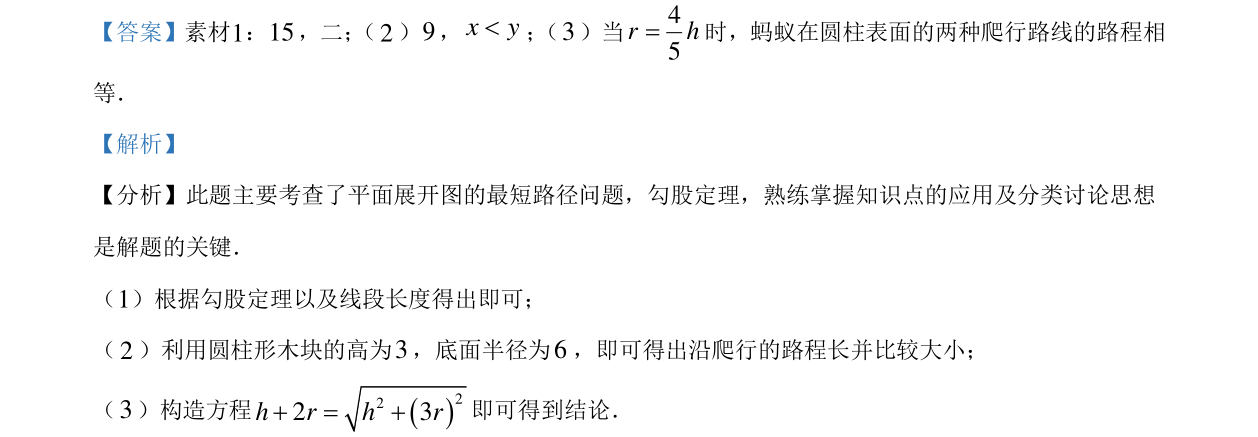 【答案】素材1：15，二；（2）9，x < y；（3）当r = 4/5 h时，蚂蚁在圆柱表面的两种爬行路线的路程相
等．
【解析】
【分析】此题主要考查了平面展开图的最短路径问题，勾股定理，熟练掌握知识点的应用及分类讨论思想
是解题的关键．
（1）根据勾股定理以及线段长度得出即可；
（2）利用圆柱形木块的高为3，底面半径为6，即可得出沿爬行的路程长并比较大小；
（3）构造方程h + 2r = √(h² + (3r)²) 即可得到结论．